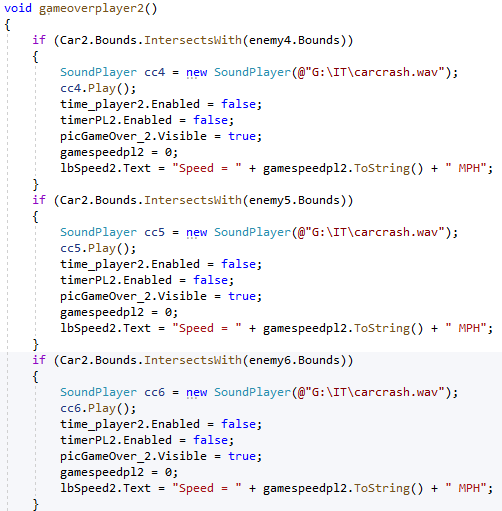 void gameoverplayer2()
{
if (Car2.Bounds.IntersectsWith(enemy4.Bounds))
{
SoundPlayer cc4 = new SoundPlayer(@"G:\IT\carcrash.wav");
cc4.Play();
time_player2.Enabled = false;
timerPL2.Enabled = false;
picGameOver_2.Visible = true;
gamespeedpl2 = 0;
lbSpeed2.Text = "Speed = " + gamespeedpl2.ToString() + " MPH";
}
if (Car2.Bounds.IntersectsWith(enemy5.Bounds))
{
SoundPlayer cc5 = new SoundPlayer(@"G:\IT\carcrash.wav");
cc5.Play();
time_player2.Enabled = false;
timerPL2.Enabled = false;
picGameOver_2.Visible = true;
gamespeedpl2 = 0;
lbSpeed2.Text = "Speed = " + gamespeedpl2.ToString() + " MPH";
}
if (Car2.Bounds.IntersectsWith(enemy6.Bounds))
{
SoundPlayer cc6 = new SoundPlayer(@"G:\IT\carcrash.wav");
cc6.Play();
time_player2.Enabled = false;
timerPL2.Enabled = false;
picGameOver_2.Visible = true;
gamespeedpl2 = 0;
lbSpeed2.Text = "Speed = " + gamespeedpl2.ToString() + " MPH";
}